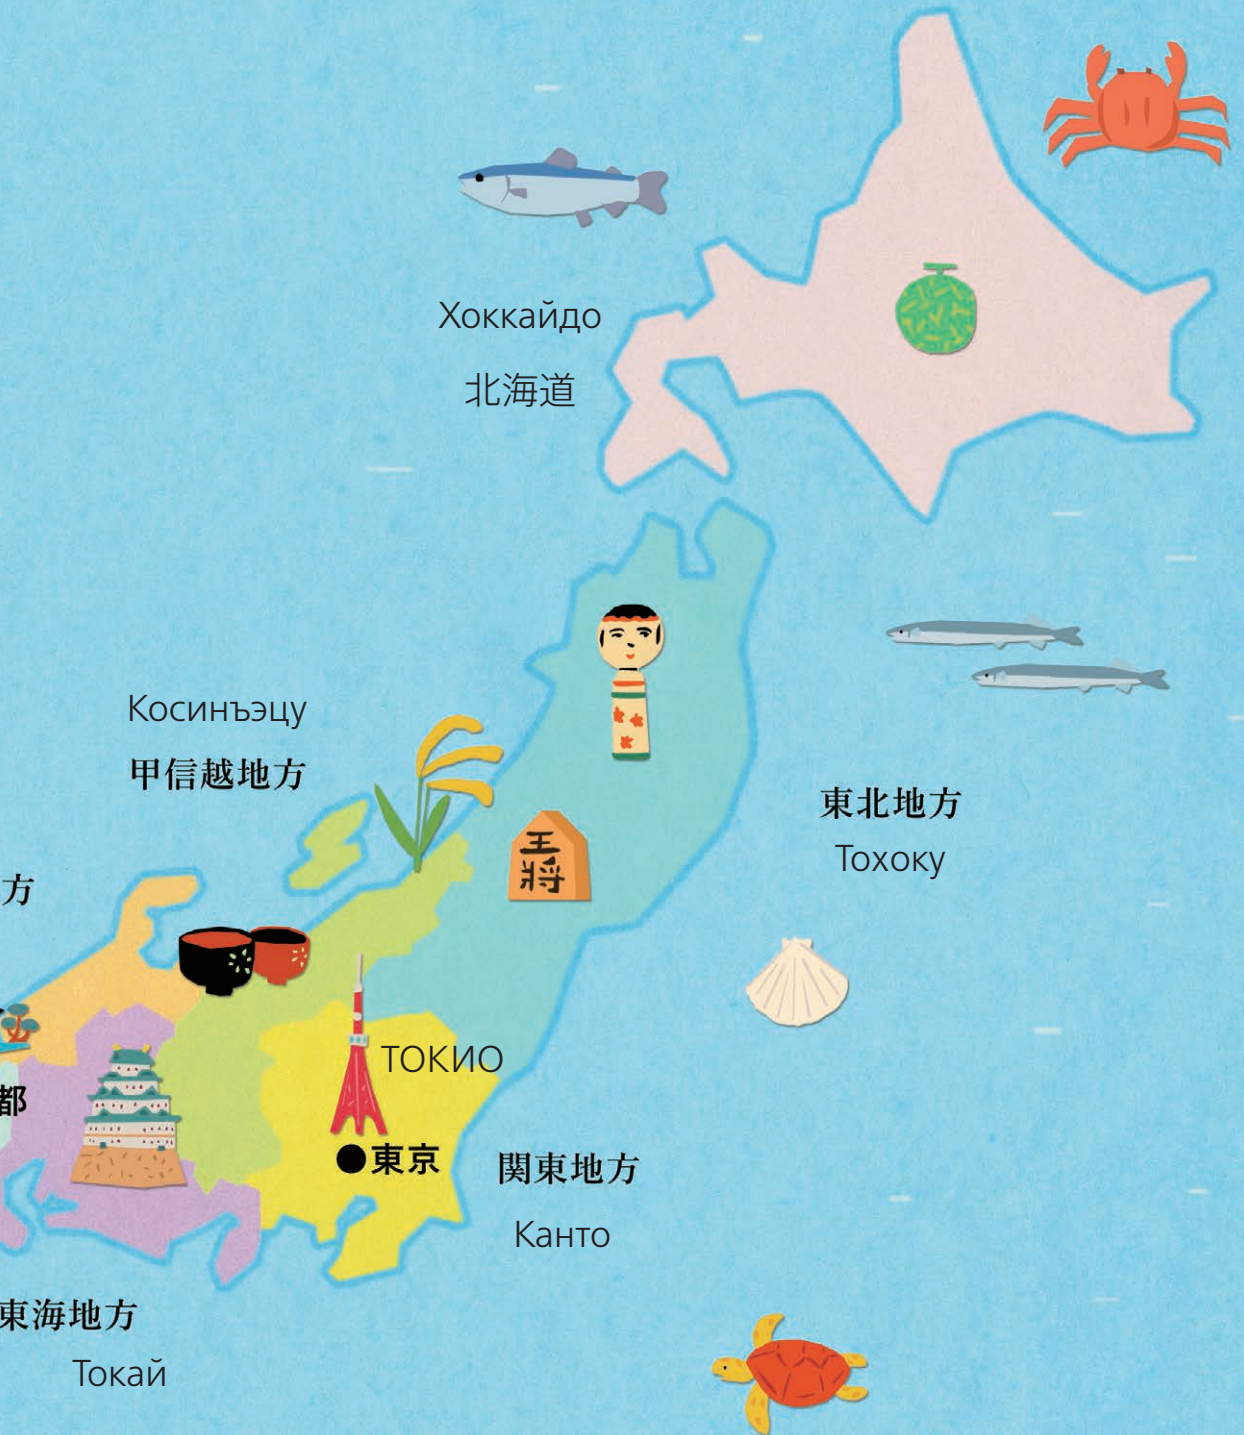 Хоккайдо
北海道
Косинъэцу
甲信越地方
東北地方
Тохоку
王
将
方
ТОКИО
都
東京
関東地方
Канто
東海地方
Токай